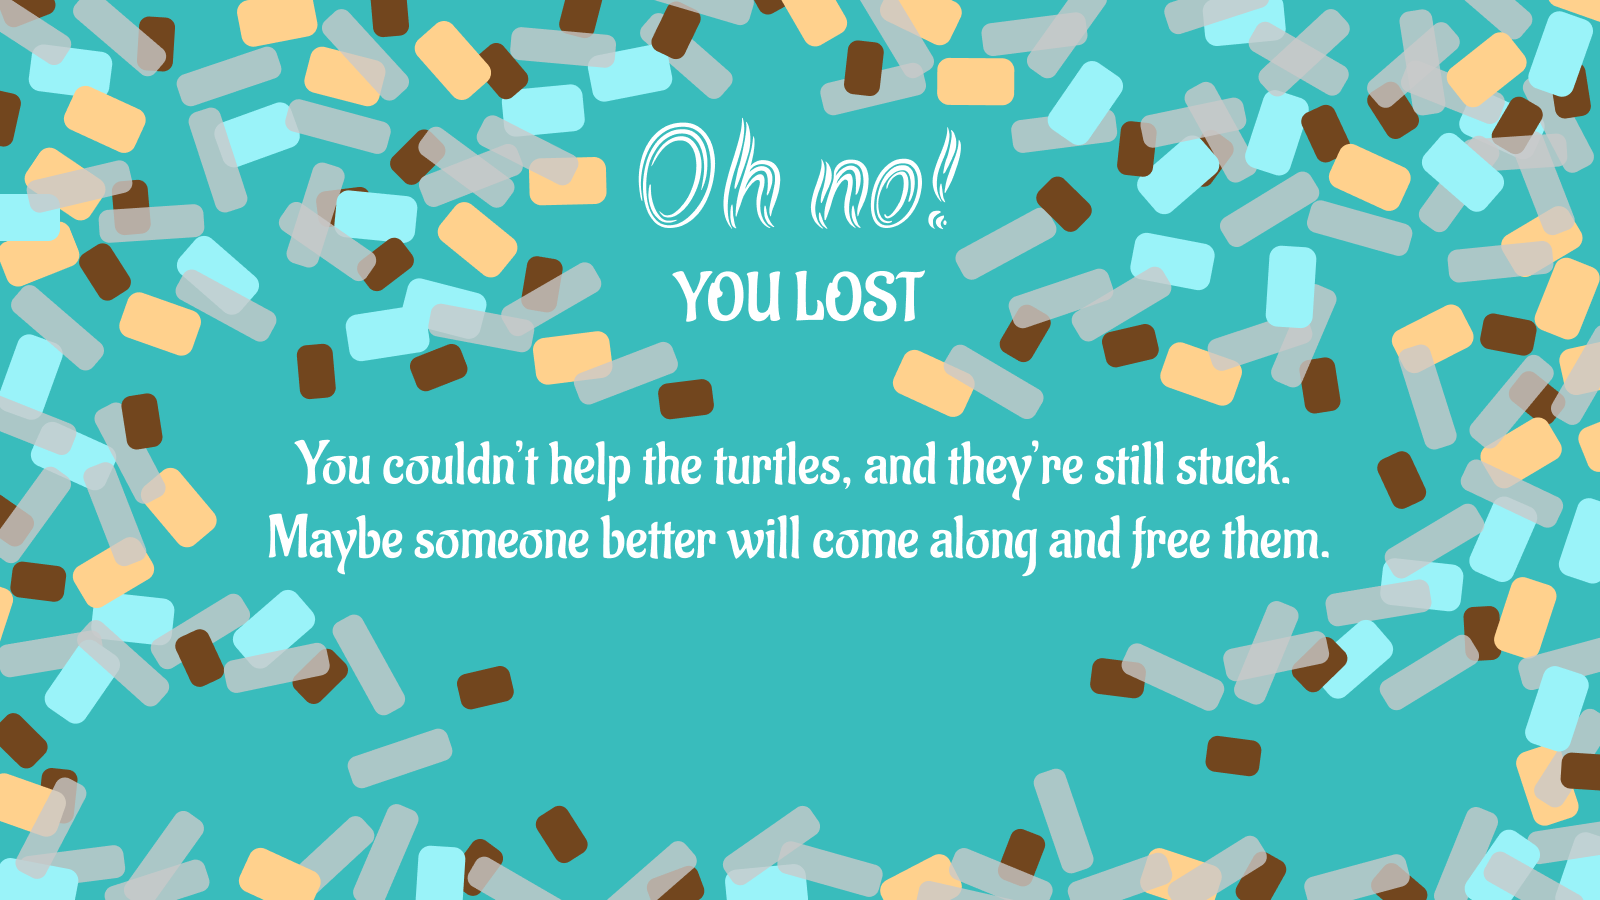 Oh no!
YOU LOST
You couldn't help the turtles, and they're still stuck.
Maybe someone better will come along and free them.